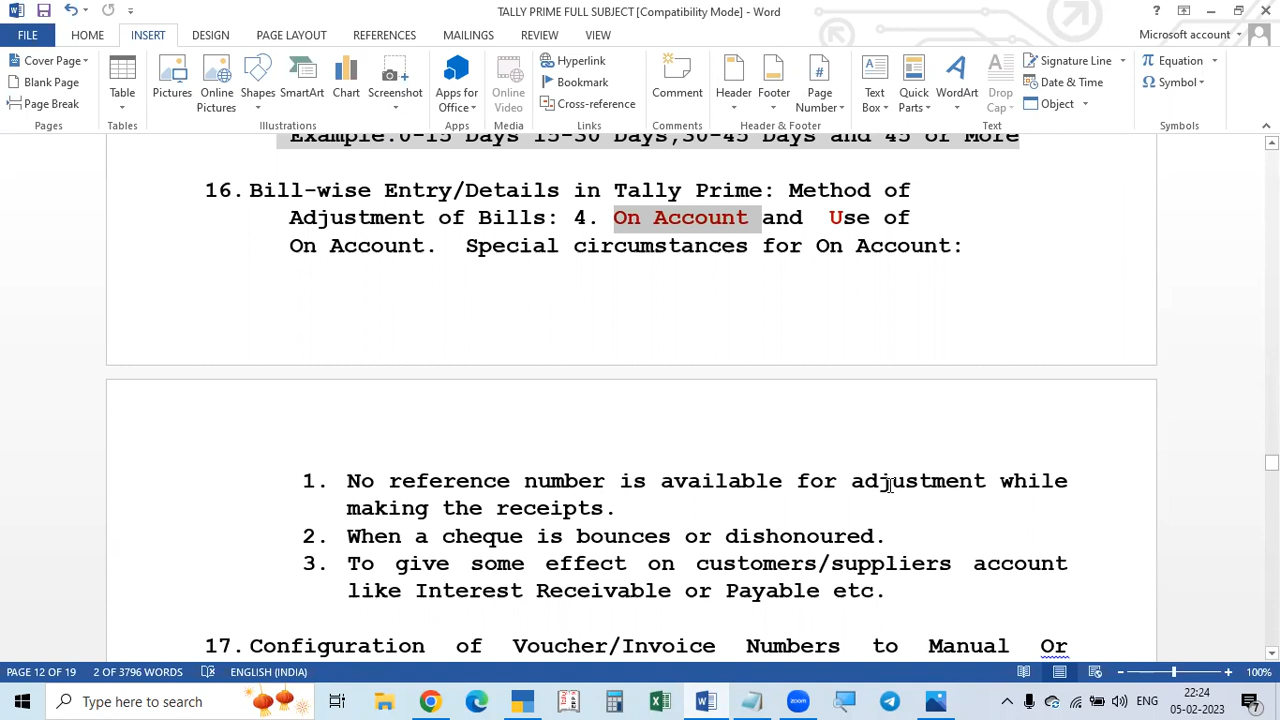 TALLY PRIME FULL SUBJECT [Compatibility Mode] - Word
FILE HOME INSERT DESIGN PAGE LAYOUT REFERENCES MAILINGS REVIEW VIEW Microsoft account
Cover Page
Blank Page
Page Break
Pages
Table
Tables
Pictures
Online Pictures
Shapes
SmartArt
Chart
Screenshot
Illustrations
Apps for Office
Apps
Online Video
Media
Hyperlink
Bookmark
Cross-reference
Links
Comment
Comments
Header
Footer
Page Number
Header & Footer
Text Box
Quick Parts
WordArt
Drop Cap
Signature Line
Date & Time
Object
Text
Equation
Symbol
Symbols
Example:0-15 Days 15-30 Days,30-45 Days and 45 or More
16. Bill-wise Entry/Details in Tally Prime: Method of
Adjustment of Bills: 4. On Account and Use of
On Account. Special circumstances for On Account:
1. No reference number is available for adjustment while
making the receipts.
2. When a cheque is bounces or dishonoured.
3. To give some effect on customers/suppliers account
like Interest Receivable or Payable etc.
17. Configuration of Voucher/Invoice Numbers to Manual Or
PAGE 12 OF 19 2 OF 3796 WORDS ENGLISH (INDIA) 100%
Type here to search
zoom
ENG
22:24
05-02-2023
7